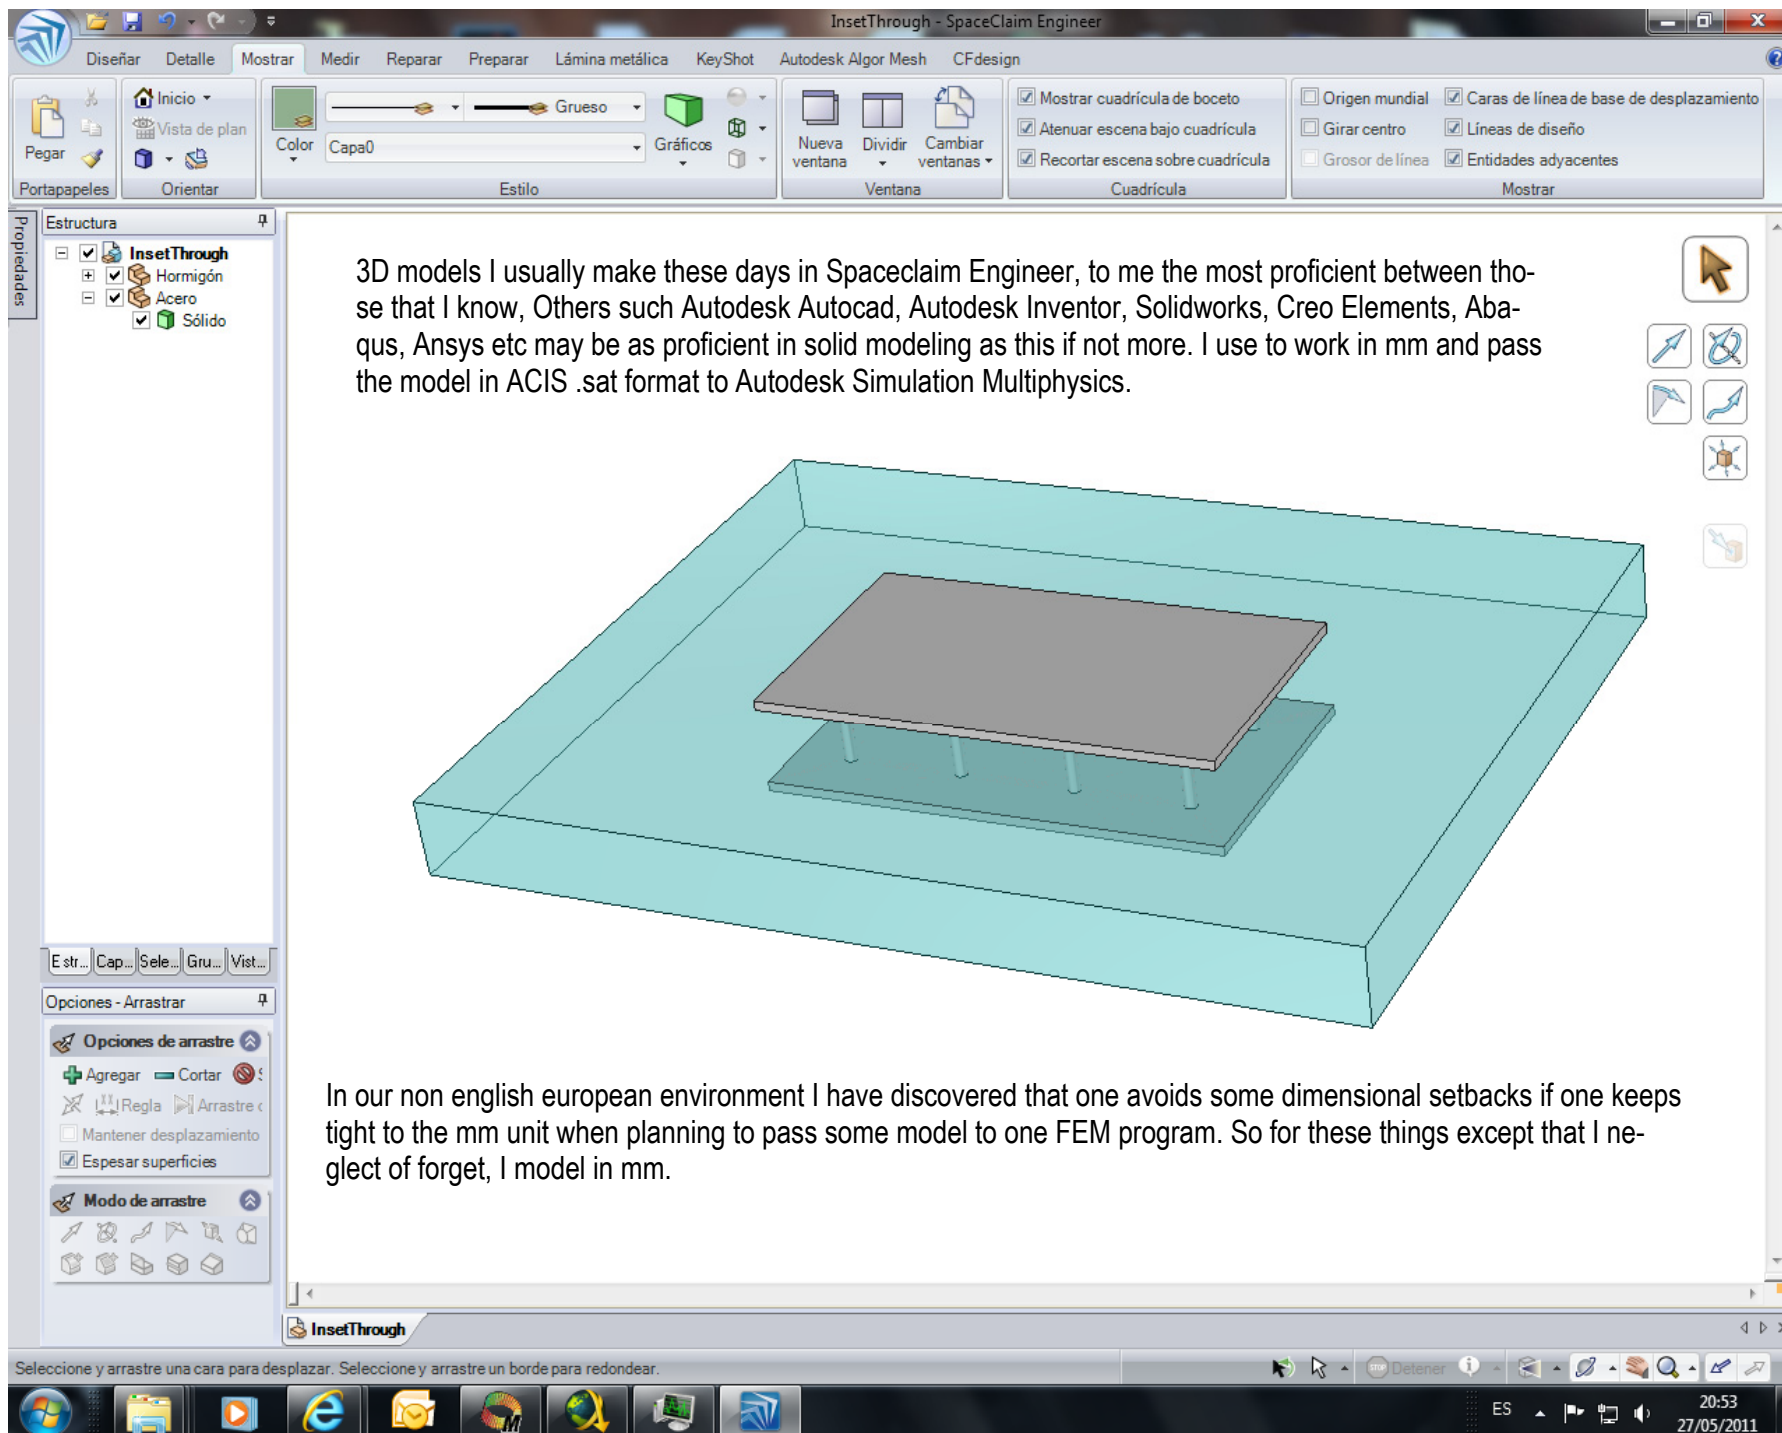 InsetThrough - SpaceClaim Engineer
Diseñar Detalle Mostrar Medir Reparar Preparar Lámina metálica KeyShot Autodesk Algor Mesh CFdesign
Pegar
Portapapeles
Inicio
Vista de plan
Orientar
Color
Grueso
Capa0
Gráficos
Estilo
Nueva ventana
Dividir
Cambiar ventanas
Ventana
Mostrar cuadrícula de boceto
Atenuar escena bajo cuadrícula
Recortar escena sobre cuadrícula
Cuadrícula
Origen mundial Caras de línea de base de desplazamiento
Girar centro Líneas de diseño
Grosor de línea Entidades adyacentes
Mostrar
Propiedades
Estructura
InsetThrough
Hormigón
Acero
Sólido
3D models I usually make these days in Spaceclaim Engineer, to me the most proficient between tho-
se that I know, Others such Autodesk Autocad, Autodesk Inventor, Solidworks, Creo Elements, Aba-
qus, Ansys etc may be as proficient in solid modeling as this if not more. I use to work in mm and pass
the model in ACIS .sat format to Autodesk Simulation Multiphysics.
Estr... Cap... Sele... Gru... Vist...
Opciones - Arrastrar
Opciones de arrastre
Agregar Cortar S
Regla Arrastre
Mantener desplazamiento
Espesar superficies
Modo de arrastre
In our non english european environment I have discovered that one avoids some dimensional setbacks if one keeps
tight to the mm unit when planning to pass some model to one FEM program. So for these things except that I ne-
glect of forget, I model in mm.
InsetThrough
Seleccione y arrastre una cara para desplazar. Seleccione y arrastre un borde para redondear.
Detener
ES
20:53
27/05/2011